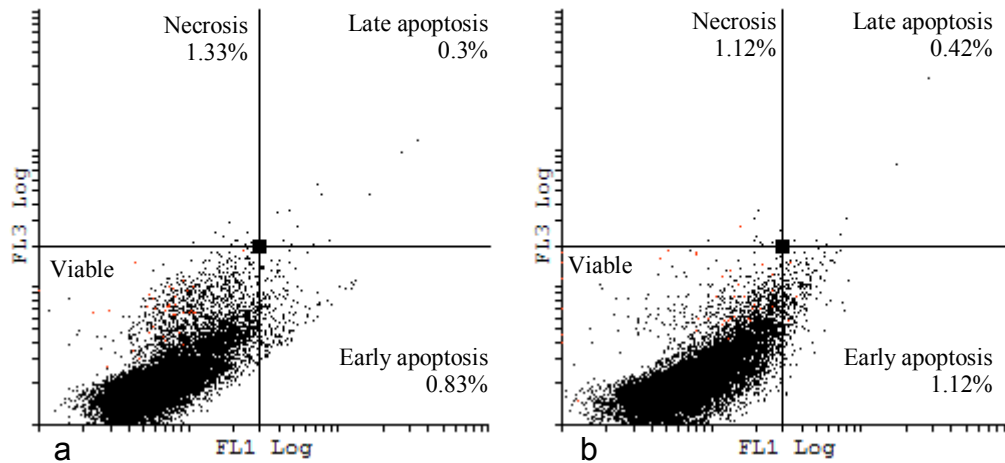 Necrosis
1.33%
Late apoptosis
0.3%
FL3 Log
Viable
Early apoptosis
0.83%
a
FL1 Log
Necrosis
1.12%
Late apoptosis
0.42%
FL3 Log
Viable
Early apoptosis
1.12%
b
FL1 Log